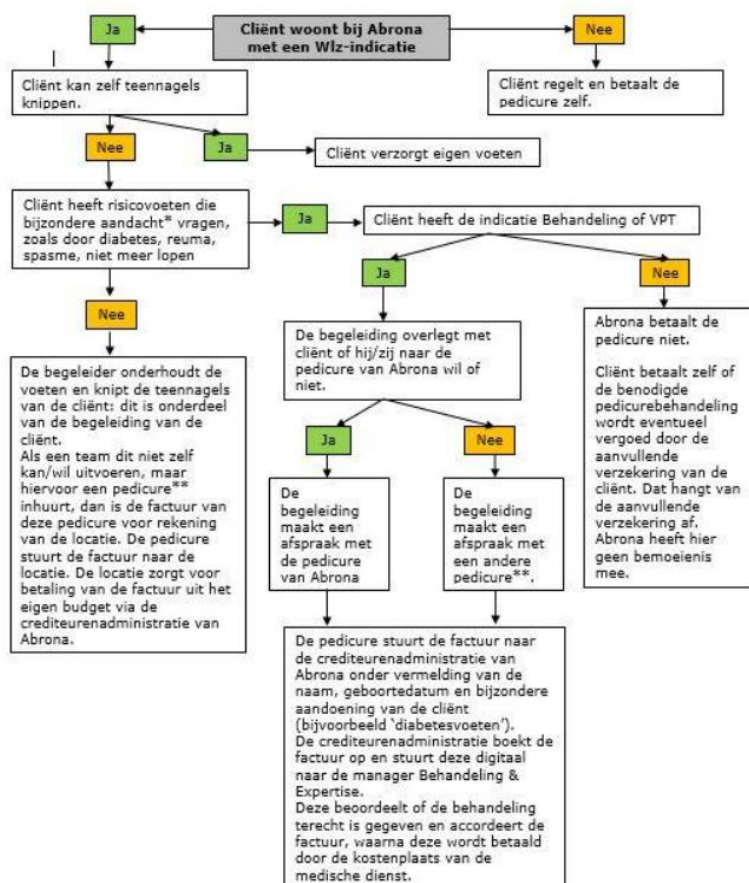 Ja
Cliënt woont bij Abrona
met een Wlz-indicatie
Nee
Cliënt kan zelf teennagels
knippen.
Cliënt regelt en betaalt de
pedicure zelf.
Nee
Ja
Cliënt verzorgt eigen voeten
Cliënt heeft risicovoeten die
bijzondere aandacht* vragen,
zoals door diabetes, reuma,
spasme, niet meer lopen
Ja
Cliënt heeft de indicatie Behandeling of VPT
Ja
Nee
Nee
De begeleider onderhoudt de
voeten en knipt de teennagels
van de cliënt: dit is onderdeel
van de begeleiding van de
cliënt.
Als een team dit niet zelf
kan/wil uitvoeren, maar
hiervoor een pedicure**
inhuurt, dan is de factuur van
deze pedicure voor rekening
van de locatie. De pedicure
stuurt de factuur naar de
locatie. De locatie zorgt voor
betaling van de factuur uit het
eigen budget via de
crediteurenadministratie van
Abrona.
De begeleiding overlegt met
cliënt of hij/zij naar de
pedicure van Abrona wil of
niet.
Abrona betaalt de
pedicure niet.
Cliënt betaalt zelf of
de benodigde
pedicurebehandeling
wordt eventueel
vergoed door de
aanvullende
verzekering van de
cliënt. Dat hangt van
de aanvullende
verzekering af.
Abrona heeft hier
geen bemoeienis
mee.
Ja
Nee
De
begeleiding
maakt een
afspraak met
de pedicure
van Abrona
De
begeleiding
maakt een
afspraak met
een andere
pedicure**.
De pedicure stuurt de factuur naar
de crediteurenadministratie van
Abrona onder vermelding van de
naam, geboortedatum en bijzondere
aandoening van de cliënt
(bijvoorbeeld ‘diabetesvoeten’).
De crediteurenadministratie boekt de
factuur op en stuurt deze digitaal
naar de manager Behandeling &
Expertise.
Deze beoordeelt of de behandeling
terecht is gegeven en accordeert de
factuur, waarna deze wordt betaald
door de kostenplaats van de
medische dienst.